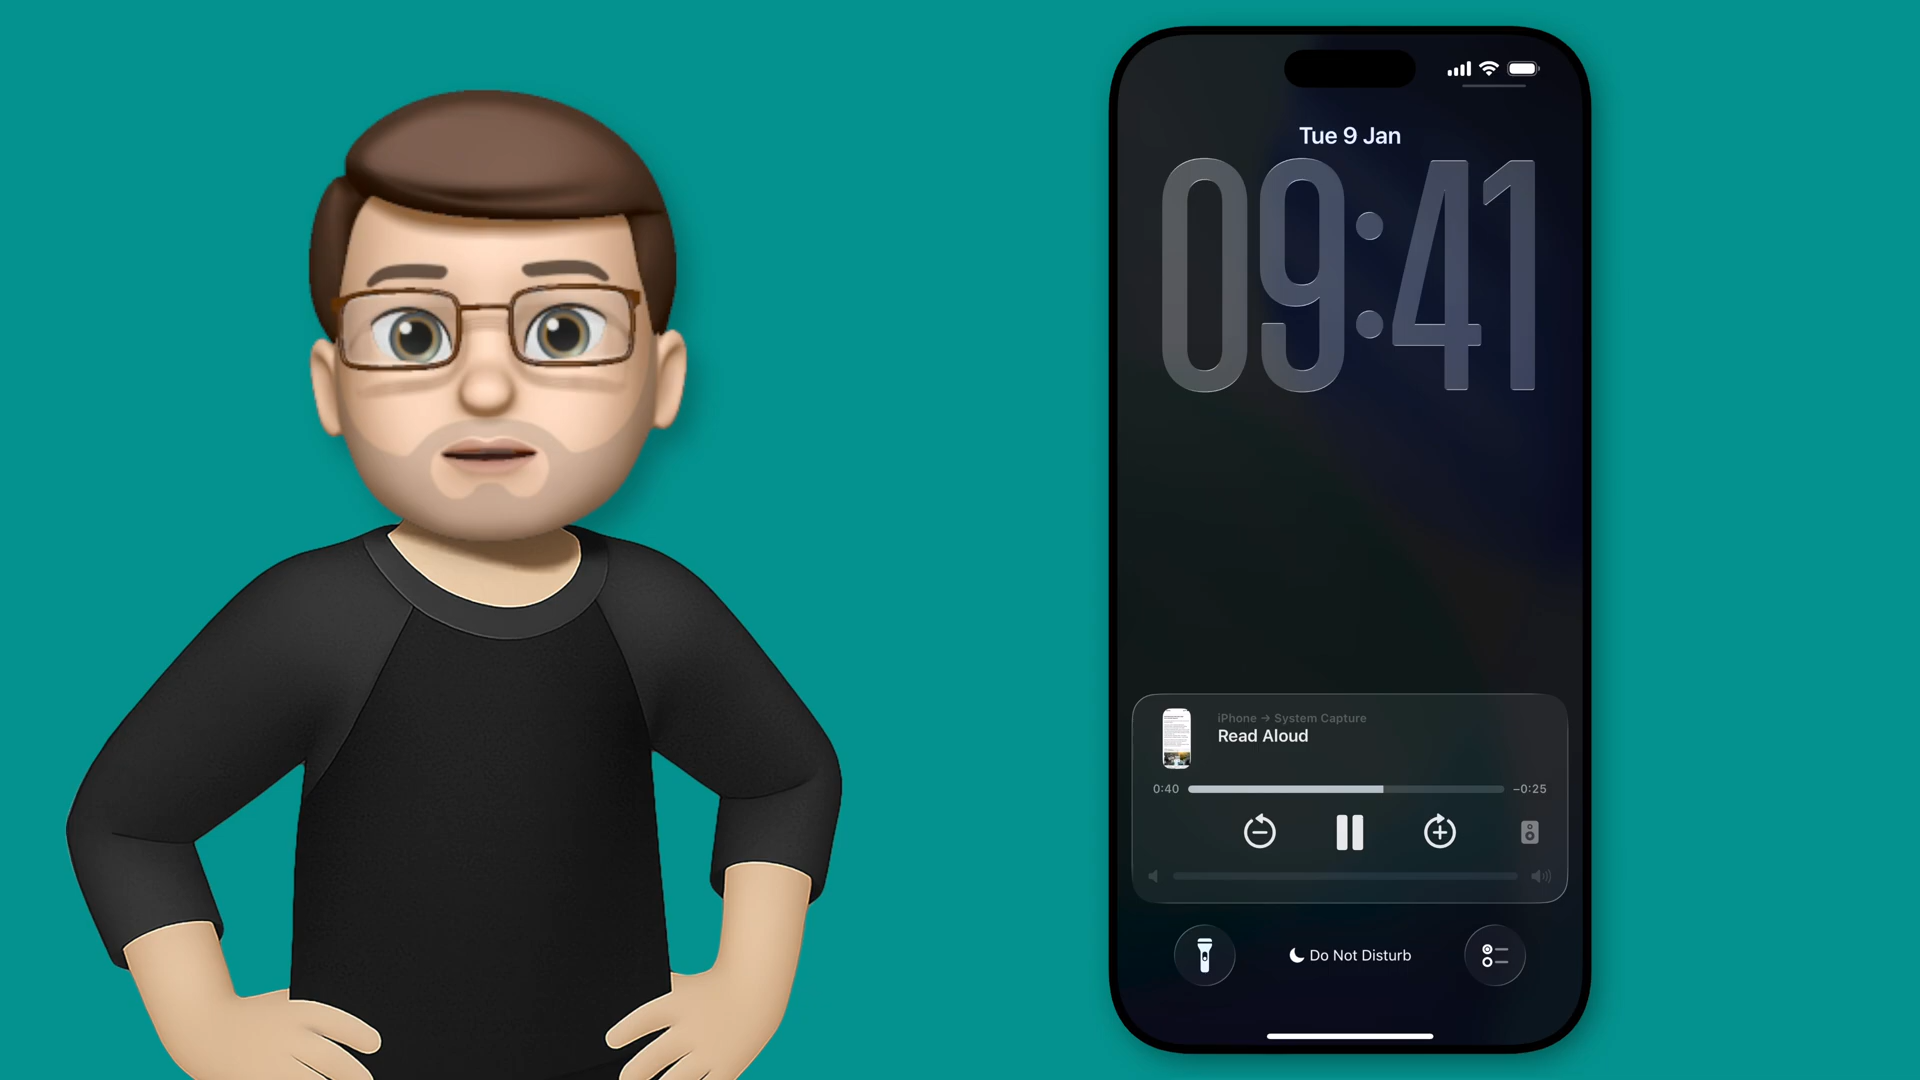 Tue 9 Jan
09:41
iPhone → System Capture
Read Aloud
0:40
−0:25
Do Not Disturb